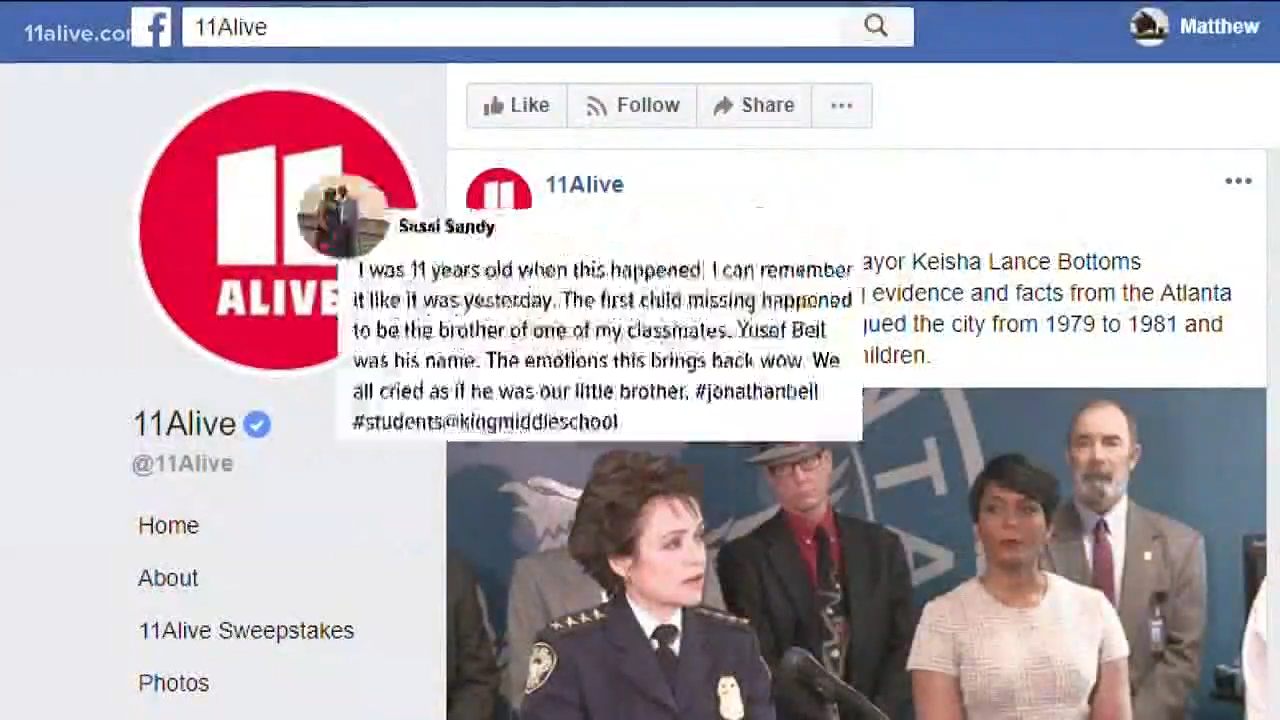 11alive.com
11Alive
Matthew
Like
Follow
Share
11
ALIVE
11Alive
Sassi Sandy
I was 11 years old when this happened! I can remember
it like it was yesterday. The first child missing happened
to be the brother of one of my classmates. Yusef Bell
was his name. The emotions this brings back wow. We
all cried as if he was our little brother. #jonathanbell
#students@kingmiddleschool
ayor Keisha Lance Bottoms
evidence and facts from the Atlanta
gued the city from 1979 to 1981 and
hildren.
11Alive
@11Alive
Home
About
11Alive Sweepstakes
Photos